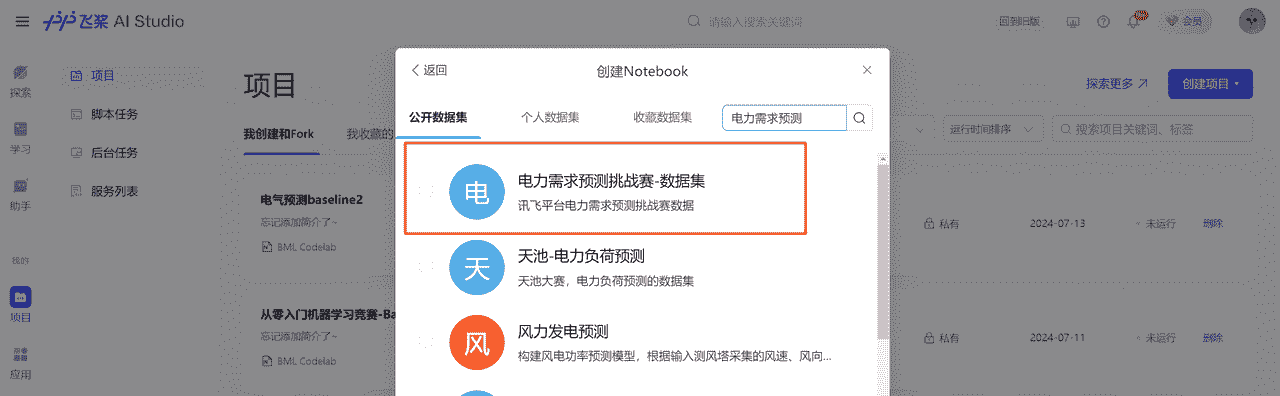 飞桨 AI Studio
请输入搜索关键词
回到旧版
会员
探索
学习
助手
我的
项目
应用
项目
脚本任务
后台任务
服务列表
项目
探索更多
创建项目
我创建和Fork
我收藏的
运行时间排序
搜索项目关键词、标签
电气预测baseline2
忘记添加简介了~
BML Codelab
私有
2024-07-13
未运行
删除
从零入门机器学习竞赛-Ba
忘记添加简介了~
BML Codelab
私有
2024-07-11
未运行
删除
返回
创建Notebook
公开数据集
个人数据集
收藏数据集
电力需求预测
电
电力需求预测挑战赛-数据集
讯飞平台电力需求预测挑战赛数据
天
天池-电力负荷预测
天池大赛，电力负荷预测的数据集
风
风力发电预测
构建风电功率预测模型，根据输入测风塔采集的风速、风向...